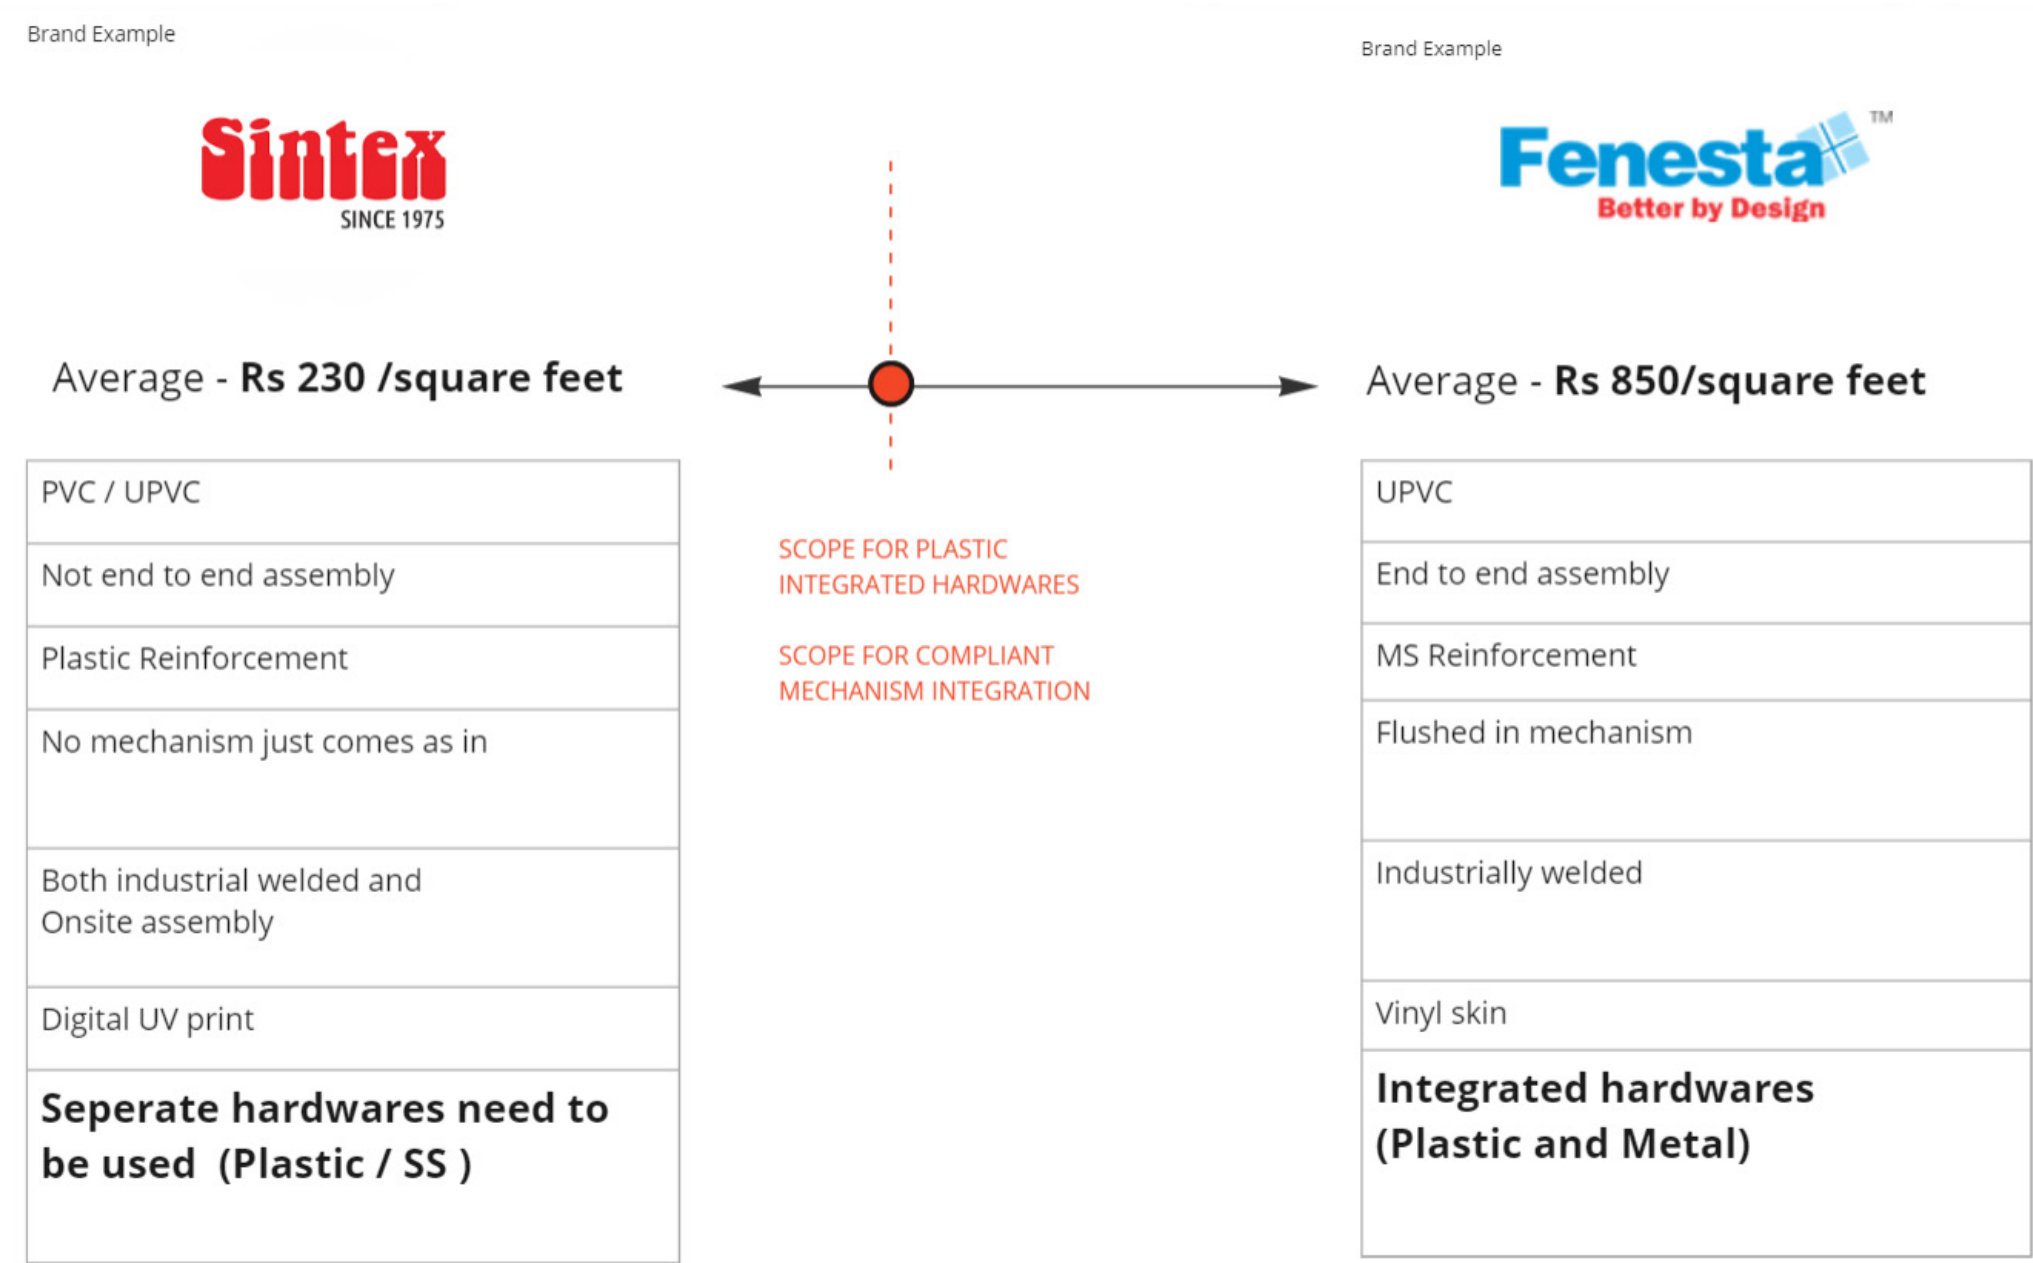 Brand Example
Sintex
SINCE 1975
Average - Rs 230 /square feet
PVC / UPVC
Not end to end assembly
Plastic Reinforcement
No mechanism just comes as in
Both industrial welded and
Onsite assembly
Digital UV print
Seperate hardwares need to
be used (Plastic / SS )
SCOPE FOR PLASTIC
INTEGRATED HARDWARES
SCOPE FOR COMPLIANT
MECHANISM INTEGRATION
Brand Example
Fenesta TM
Better by Design
Average - Rs 850/square feet
UPVC
End to end assembly
MS Reinforcement
Flushed in mechanism
Industrially welded
Vinyl skin
Integrated hardwares
(Plastic and Metal)